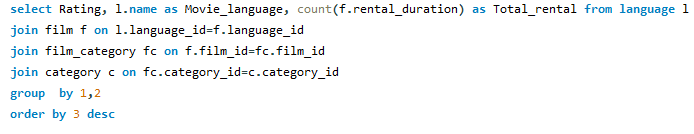 select Rating, l.name as Movie_language, count(f.rental_duration) as Total_rental from language l
join film f on l.language_id=f.language_id
join film_category fc on f.film_id=fc.film_id
join category c on fc.category_id=c.category_id
group  by 1,2
order by 3 desc